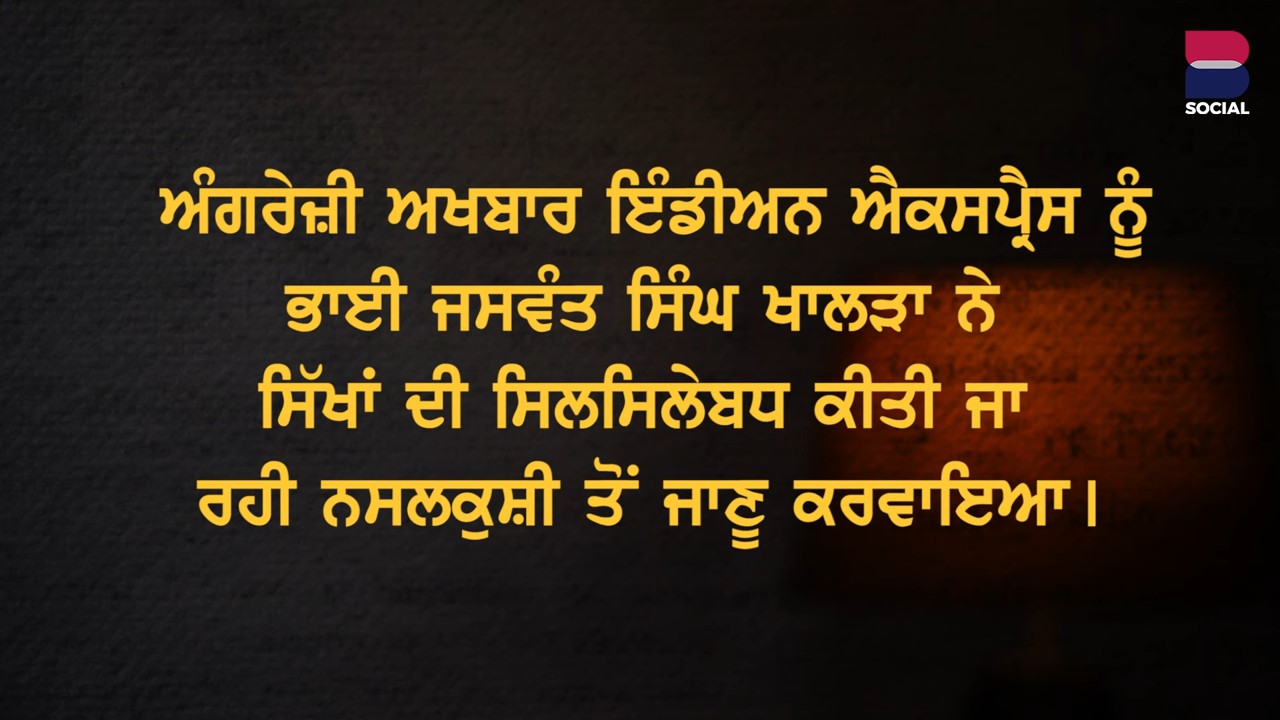 SOCIAL
ਅੰਗਰੇਜ਼ੀ ਅਖਬਾਰ ਇੰਡੀਅਨ ਐਕਸਪ੍ਰੈਸ ਨੂੰ
ਭਾਈ ਜਸਵੰਤ ਸਿੰਘ ਖਾਲੜਾ ਨੇ
ਸਿੱਖਾਂ ਦੀ ਸਿਲਸਿਲੇਬਧ ਕੀਤੀ ਜਾ
ਰਹੀ ਨਸਲਕੁਸ਼ੀ ਤੋਂ ਜਾਣੂ ਕਰਵਾਇਆ।